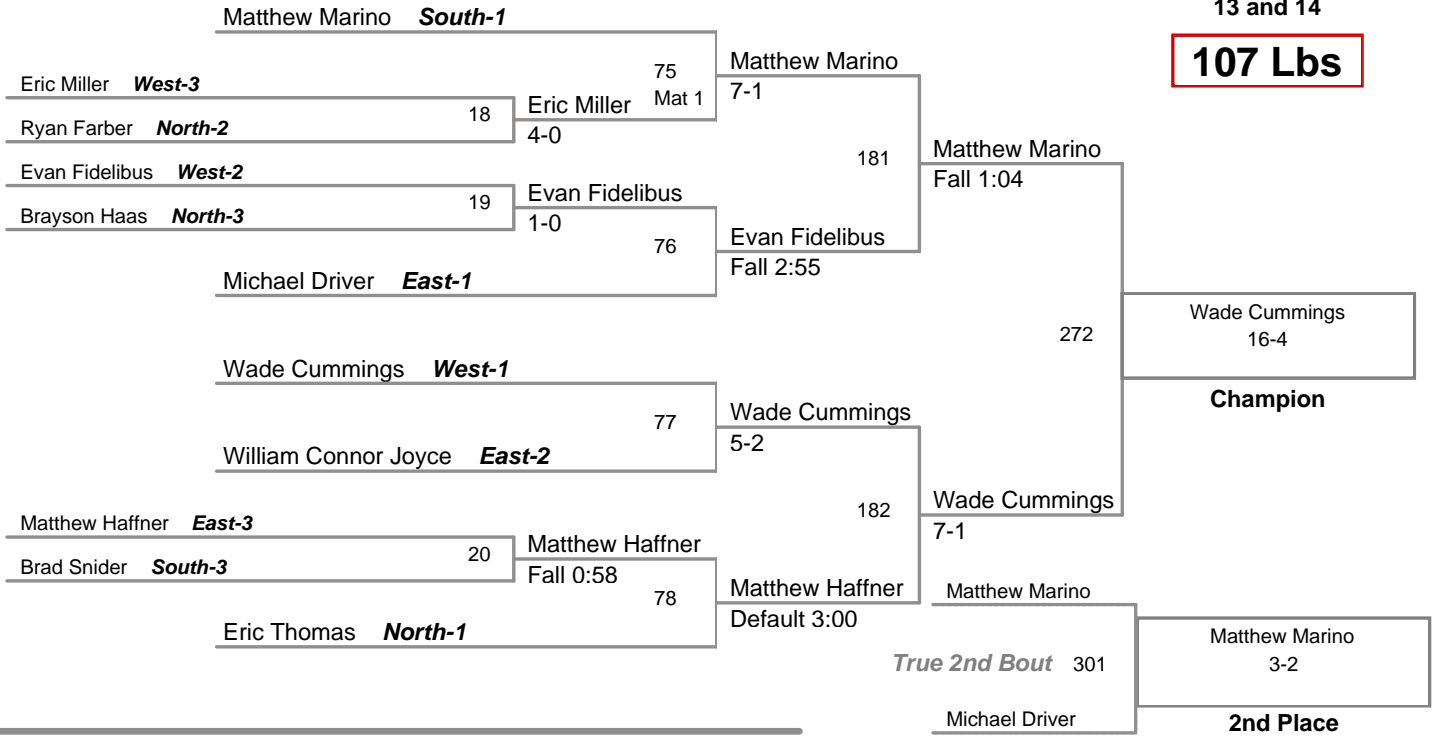 13 and 14
107 Lbs
Matthew Marino South-1
Eric Miller West-3
Ryan Farber North-2
18
Eric Miller
4-0
75
Mat 1
Matthew Marino
7-1
Evan Fidelibus West-2
Brayson Haas North-3
19
Evan Fidelibus
1-0
76
Michael Driver East-1
Evan Fidelibus
Fall 2:55
181
Matthew Marino
Fall 1:04
272
Wade Cummings
16-4
Champion
Wade Cummings West-1
77
William Connor Joyce East-2
Wade Cummings
5-2
182
Wade Cummings
7-1
Matthew Haffner East-3
Brad Snider South-3
20
Matthew Haffner
Fall 0:58
78
Eric Thomas North-1
Matthew Haffner
Default 3:00
Matthew Marino
True 2nd Bout 301
Michael Driver
Matthew Marino
3-2
2nd Place